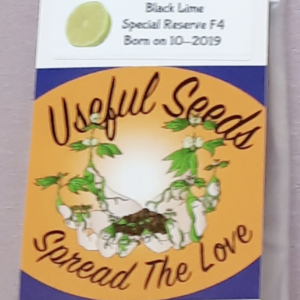 Black Lime
Special Reserve F4
Born on 10-2019
Useful Seeds
Spread The Love